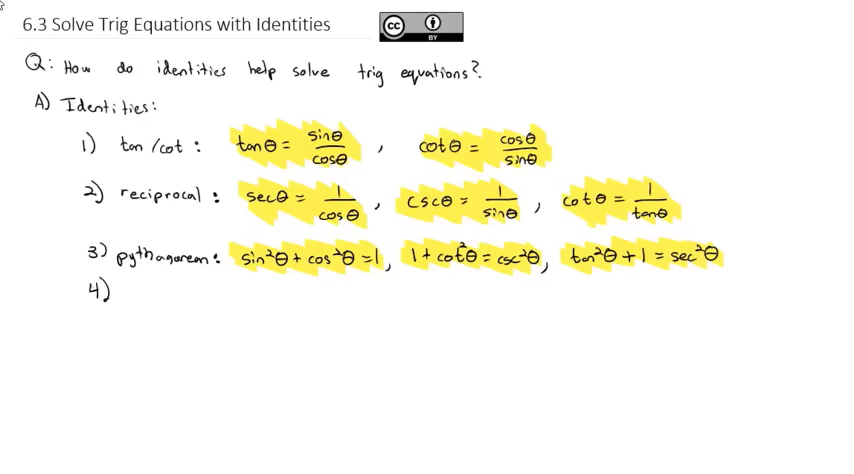 6.3 Solve Trig Equations with Identities
cc BY
Q: How do identities help solve trig equations?
A) Identities:
1) tan/cot: tanθ = sinθ/cosθ, cotθ = cosθ/sinθ
2) reciprocal: secθ = 1/cosθ, cscθ = 1/sinθ, cotθ = 1/tanθ
3) pythagorean: sin²θ + cos²θ = 1, 1 + cot²θ = csc²θ, tan²θ + 1 = sec²θ
4)